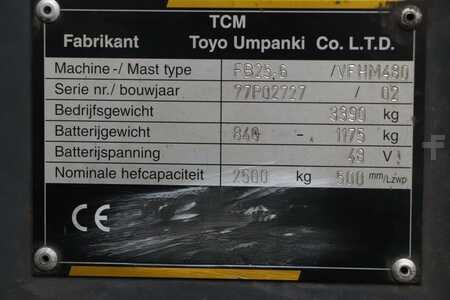 TCM
Fabrikant Toyo Umpanki Co. L.T.D.
Machine-/ Mast type FB25,6 /VFHM480
Serie nr./ bouwjaar 77P02727 / 02
Bedrijfsgewicht 3390 kg
Batterijgewicht 840 - 1175 kg
Batterijspanning 48 V
Nominale hefcapaciteit 2500 kg 500 mm/Lzwp
CE